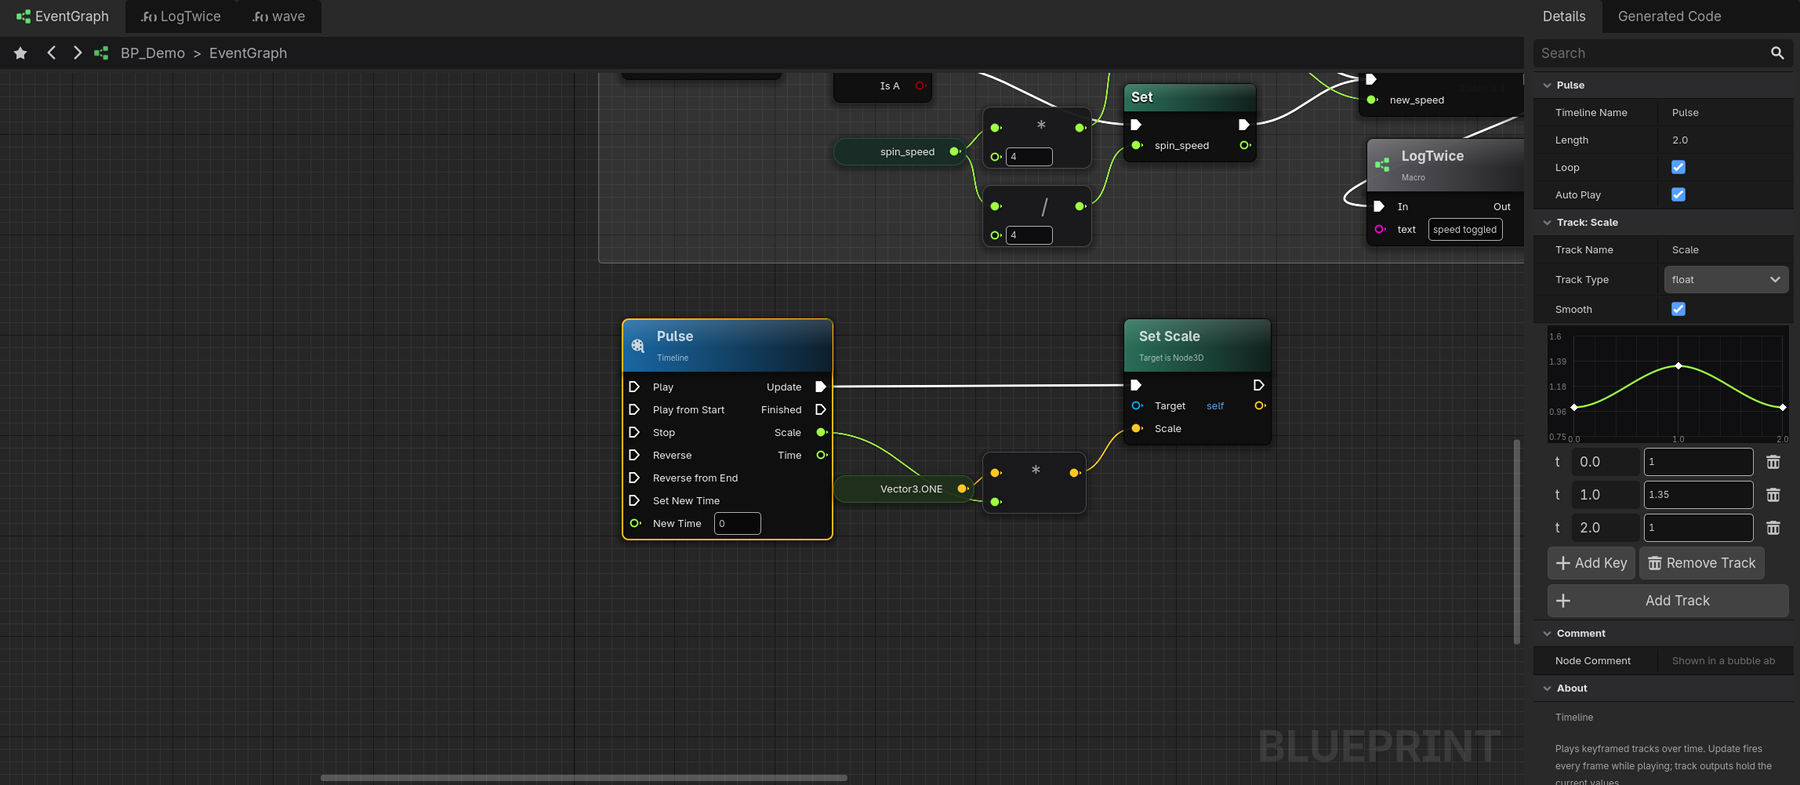 EventGraph
LogTwice
wave
BP_Demo > EventGraph
Is A
spin_speed
*
4
/
4
Set
spin_speed
new_speed
LogTwice
Macro
In
Out
text
speed toggled
Pulse
Timeline
Play
Update
Play from Start
Finished
Stop
Scale
Reverse
Time
Reverse from End
Set New Time
New Time
0
Vector3.ONE
*
Set Scale
Target is Node3D
Target
self
Scale
BLUEPRINT
Details
Generated Code
Search
Pulse
Timeline Name
Pulse
Length
2.0
Loop
Auto Play
Track: Scale
Track Name
Scale
Track Type
float
Smooth
1.6
1.39
1.18
0.96
0.75
0.0
1.0
2.0
t
0.0
1
t
1.0
1.35
t
2.0
1
Add Key
Remove Track
Add Track
Comment
Node Comment
Shown in a bubble ab
About
Timeline
Plays keyframed tracks over time. Update fires
every frame while playing; track outputs hold the
current values.